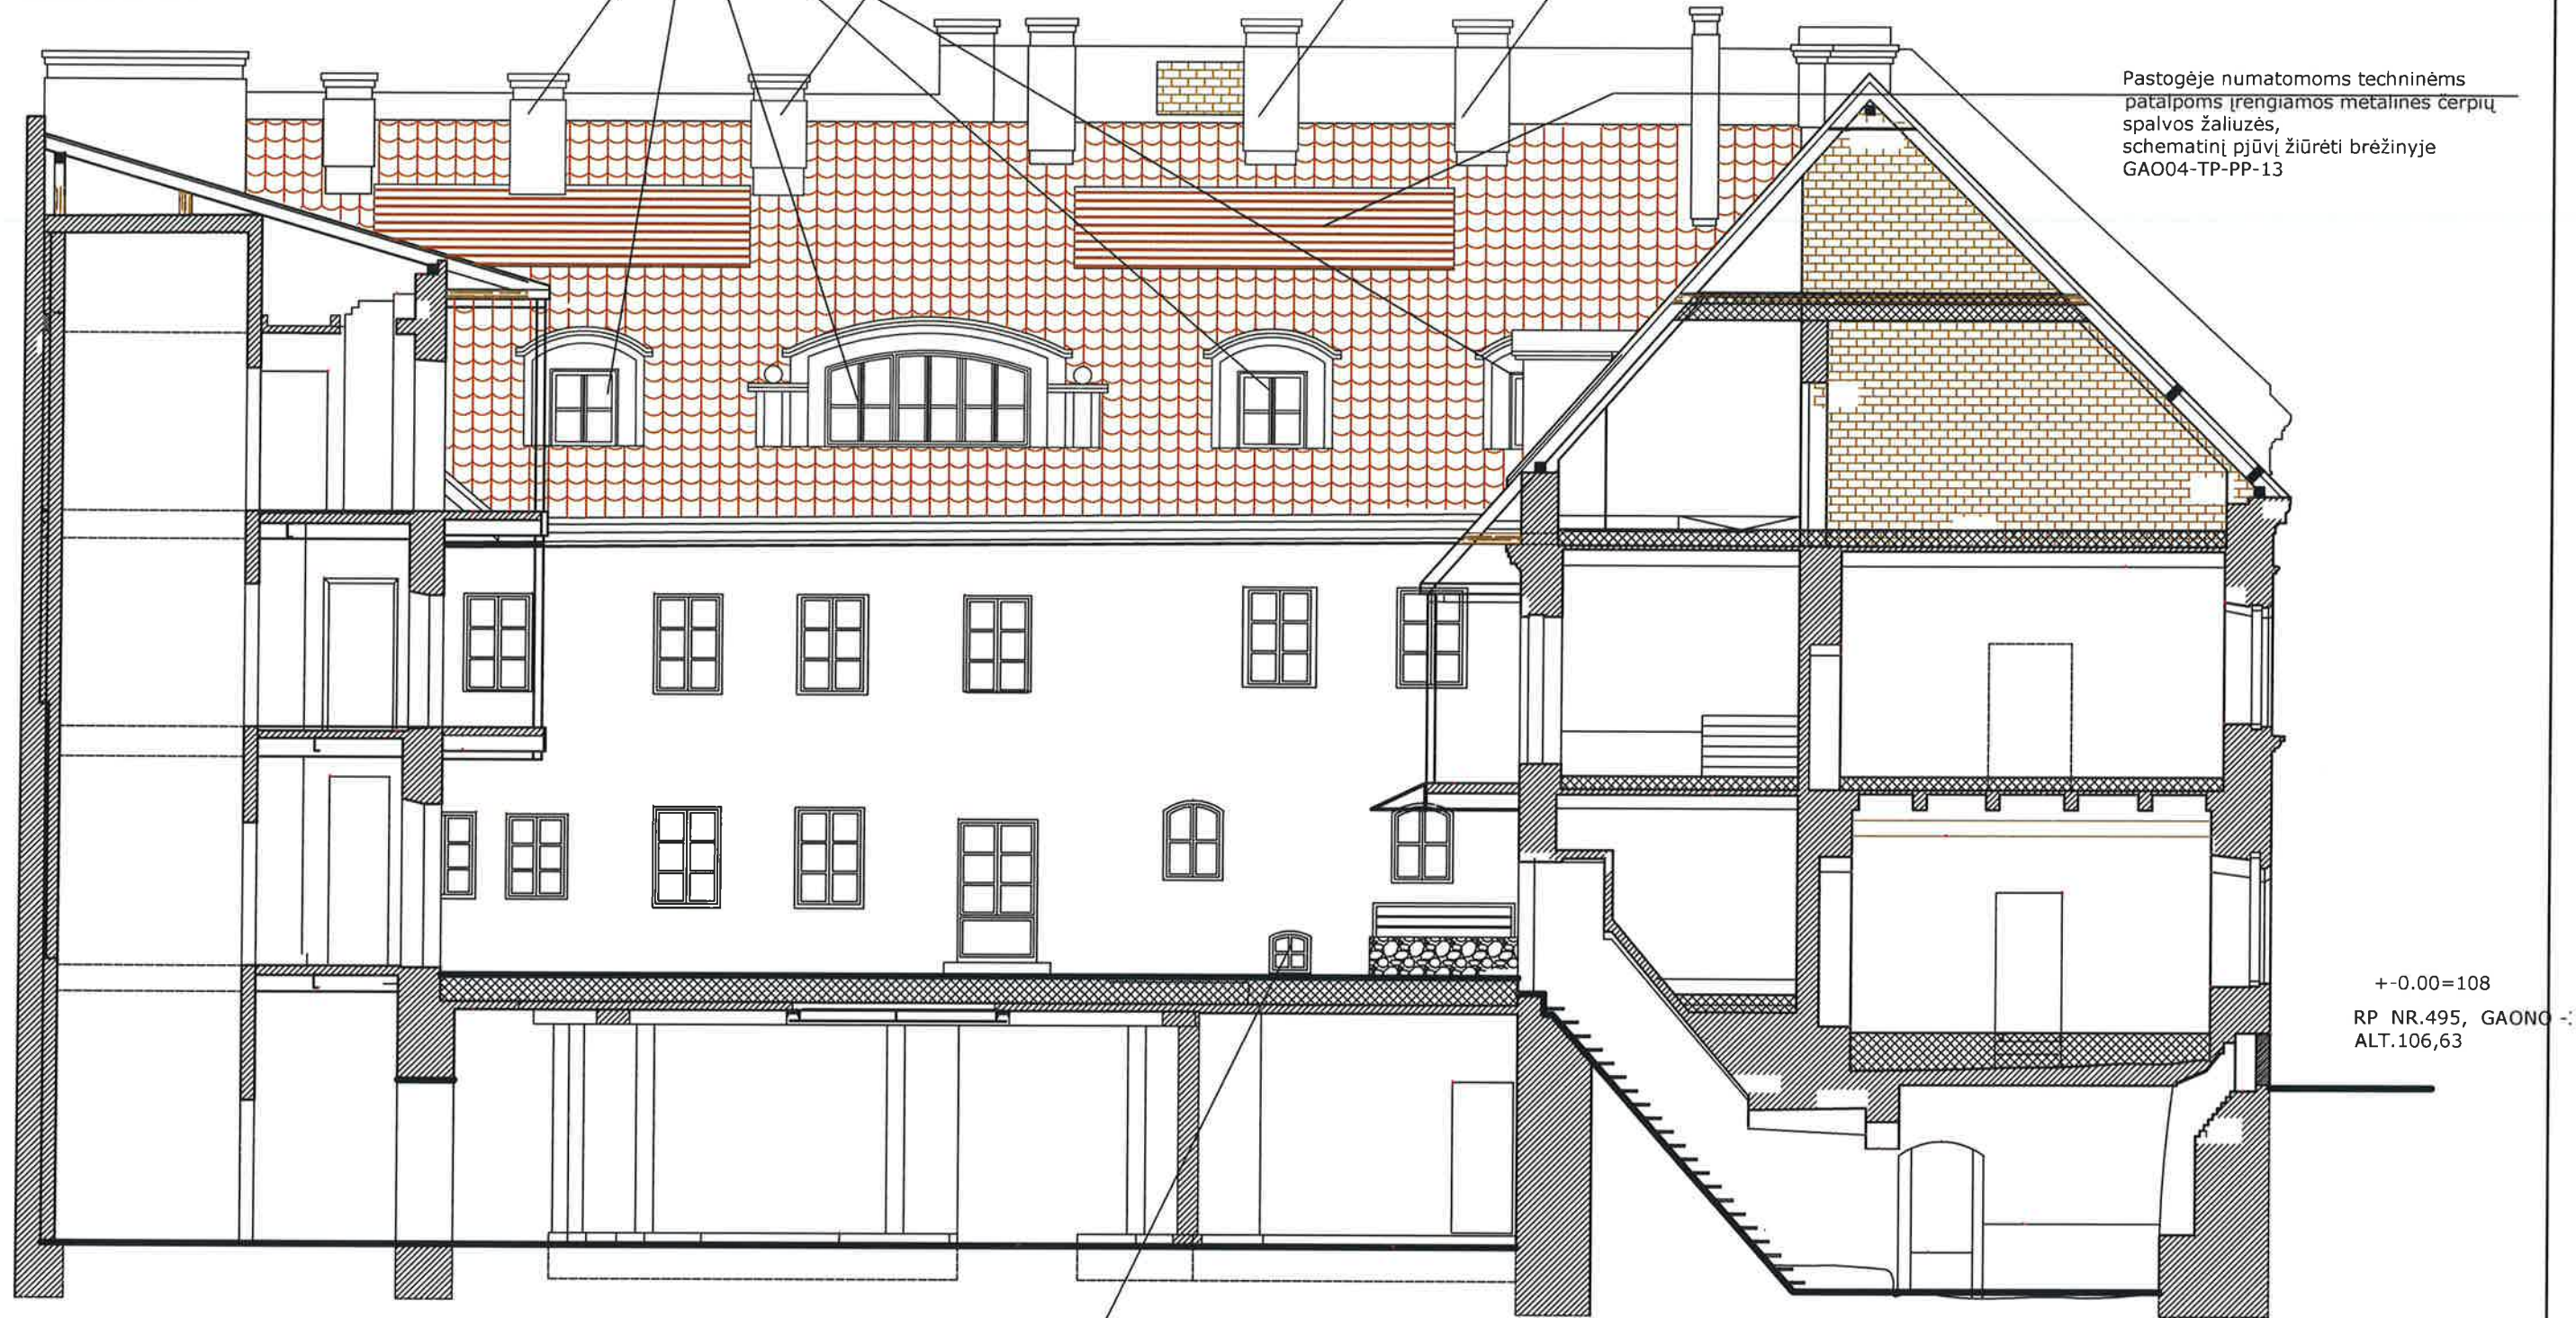 Pastogėje numatomoms techninėms
patalpoms įrengiamos metalinės čerpių
spalvos žaliuzės,
schematinį pjūvį žiūrėti brėžinyje
GAO04-TP-PP-13
+-0.00=108
RP NR.495, GAONO -
ALT.106,63